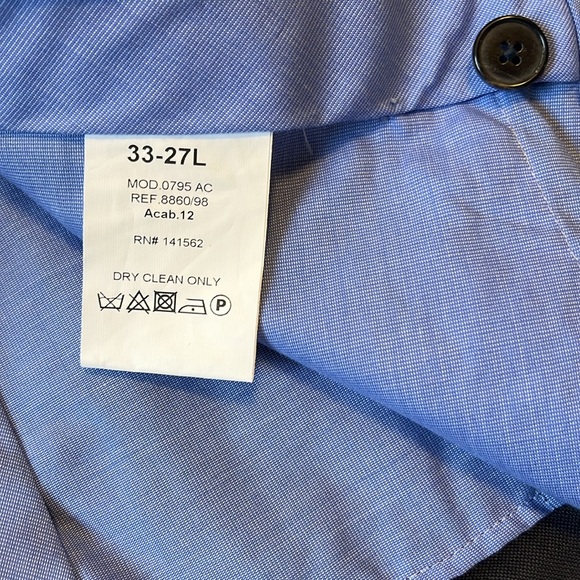 33-27L
MOD.0795 AC
REF.8860/98
Acab.12
RN# 141562
DRY CLEAN ONLY
P